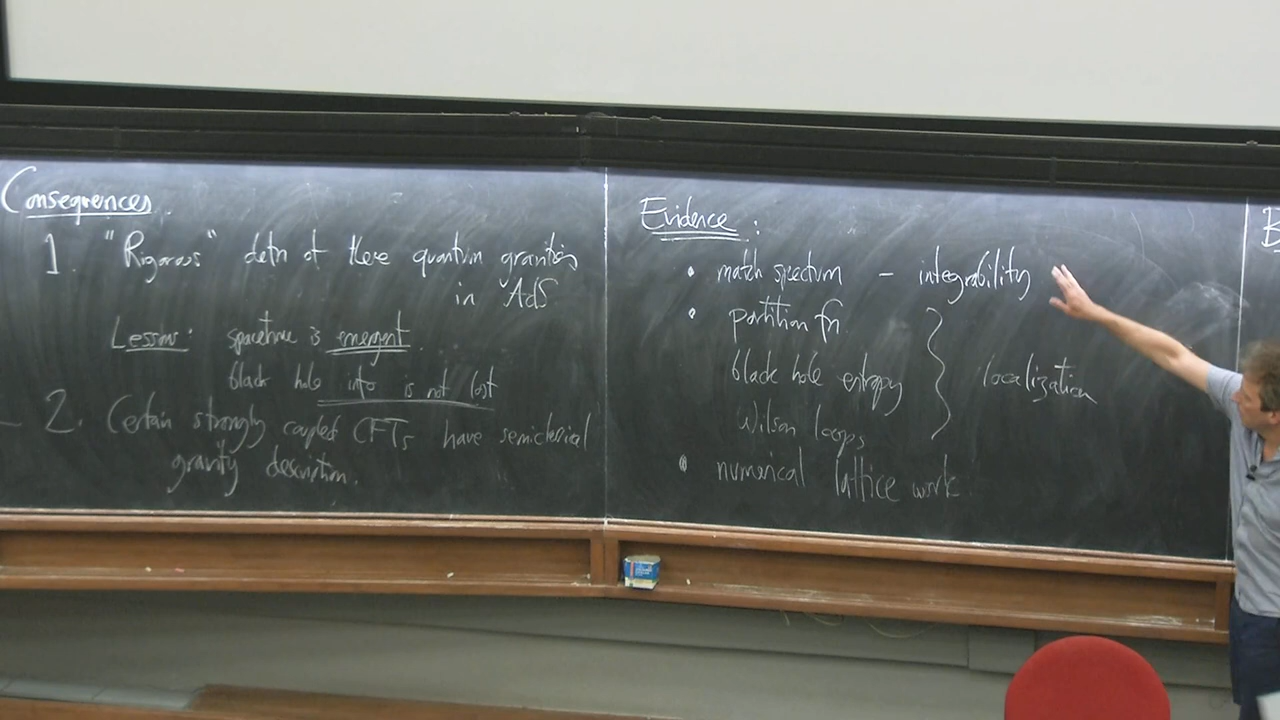 Consequences
1. "Rigorous" defn of these quantum gravities
in AdS
Lesson: spacetime is emergent.
black hole info is not lost
2. Certain strongly coupled CFTs have semiclassical
gravity description.
Evidence:
• match spectrum - integrability
• partition fn
black hole entropy } localization
Wilson loops
• numerical lattice work